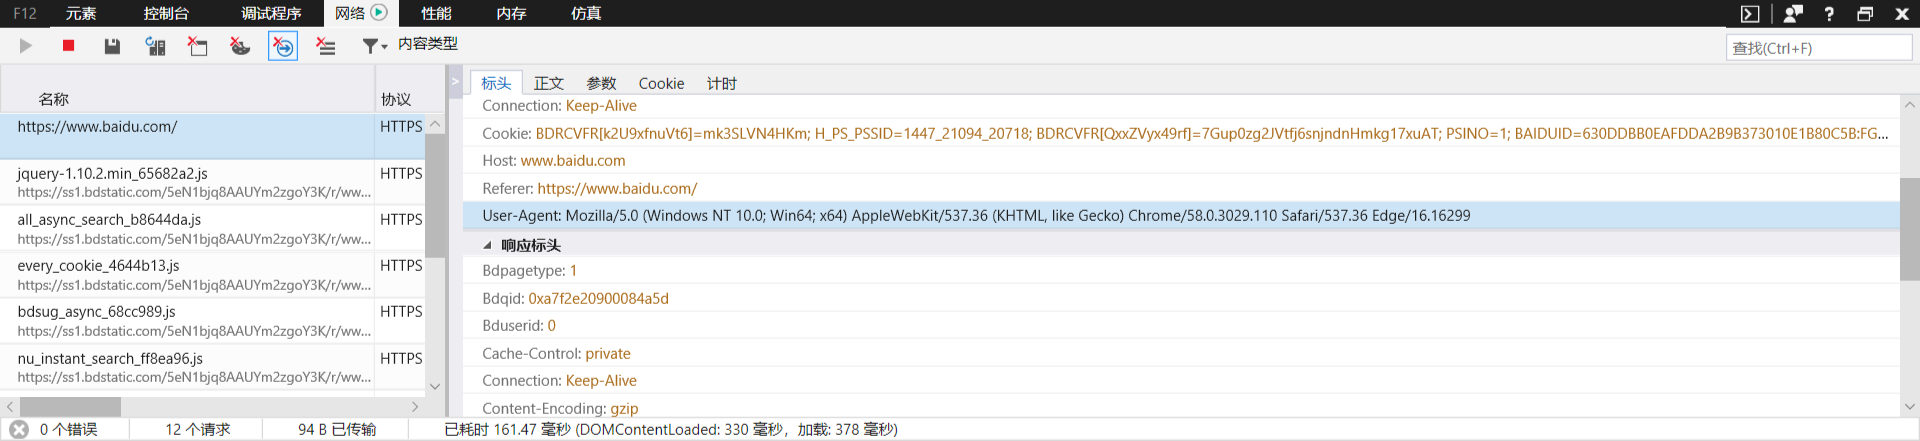 F12 元素 控制台 调试程序 网络 性能 内存 仿真 ?
内容类型 查找(Ctrl+F)
名称 协议
https://www.baidu.com/ HTTPS
jquery-1.10.2.min_65682a2.js HTTPS
https://ss1.bdstatic.com/5eN1bjq8AAUYm2zgoY3K/r/ww...
all_async_search_b8644da.js HTTPS
https://ss1.bdstatic.com/5eN1bjq8AAUYm2zgoY3K/r/ww...
every_cookie_4644b13.js HTTPS
https://ss1.bdstatic.com/5eN1bjq8AAUYm2zgoY3K/r/ww...
bdsug_async_68cc989.js HTTPS
https://ss1.bdstatic.com/5eN1bjq8AAUYm2zgoY3K/r/ww...
nu_instant_search_ff8ea96.js HTTPS
https://ss1.bdstatic.com/5eN1bjq8AAUYm2zgoY3K/r/ww...
标头 正文 参数 Cookie 计时
Connection: Keep-Alive
Cookie: BDRCVFR[k2U9xfnuVt6]=mk3SLVN4HKm; H_PS_PSSID=1447_21094_20718; BDRCVFR[QxxZVyx49rf]=7Gup0zg2JVtfj6snjndnHmkg17xuAT; PSINO=1; BAIDUID=630DDBB0EAFDDA2B9B373010E1B80C5B:FG...
Host: www.baidu.com
Referer: https://www.baidu.com/
User-Agent: Mozilla/5.0 (Windows NT 10.0; Win64; x64) AppleWebKit/537.36 (KHTML, like Gecko) Chrome/58.0.3029.110 Safari/537.36 Edge/16.16299
响应标头
Bdpagetype: 1
Bdqid: 0xa7f2e20900084a5d
Bduserid: 0
Cache-Control: private
Connection: Keep-Alive
Content-Encoding: gzip
0 个错误 12 个请求 94 B 已传输 已耗时 161.47 毫秒 (DOMContentLoaded: 330 毫秒，加载: 378 毫秒)